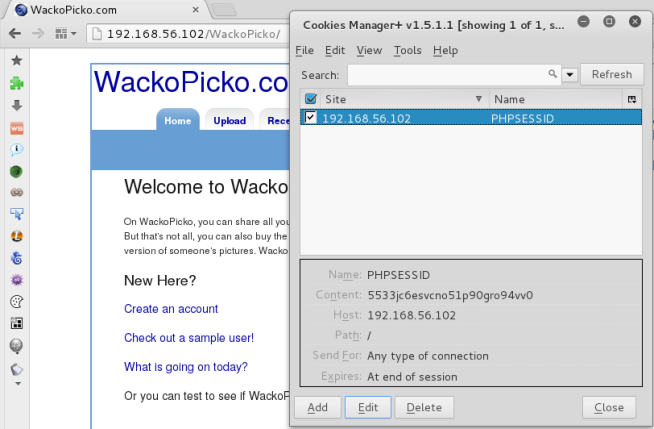 WackoPicko.com
192.168.56.102/WackoPicko/
WackoPicko.co
Home
Upload
Rece
Welcome to Wacko
On WackoPicko, you can share all you
But that's not all, you can also buy the
version of someone's pictures. Wacko
New Here?
Create an account
Check out a sample user!
What is going on today?
Or you can test to see if WackoP
Cookies Manager+ v1.5.1.1 [showing 1 of 1, s...
File Edit View Tools Help
Search:
Refresh
Site Name
192.168.56.102 PHPSESSID
Name: PHPSESSID
Content: 5533jc6esvcno51p90gro94vv0
Host: 192.168.56.102
Path: /
Send For: Any type of connection
Expires: At end of session
Add Edit Delete Close